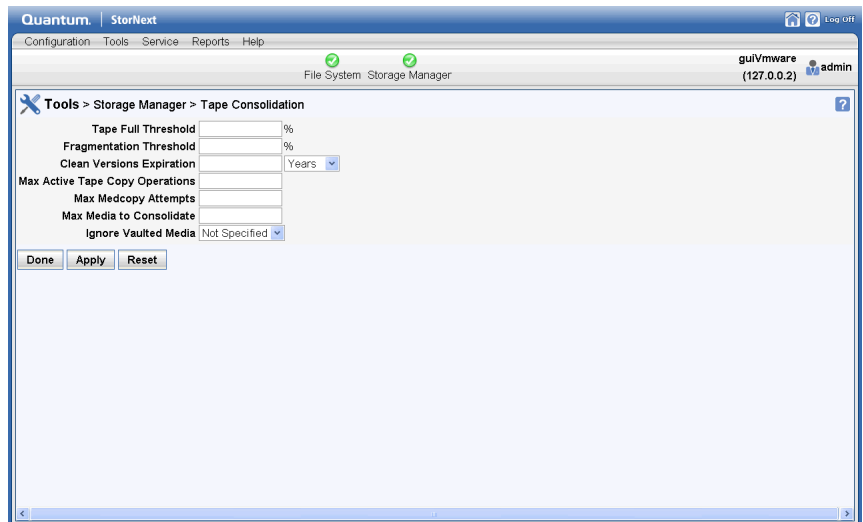 Quantum. StorNext
Log Off
Configuration Tools Service Reports Help
File System Storage Manager
guiVmware
(127.0.0.2)
admin
Tools > Storage Manager > Tape Consolidation
?
Tape Full Threshold %
Fragmentation Threshold %
Clean Versions Expiration Years
Max Active Tape Copy Operations
Max Medcopy Attempts
Max Media to Consolidate
Ignore Vaulted Media Not Specified
Done Apply Reset